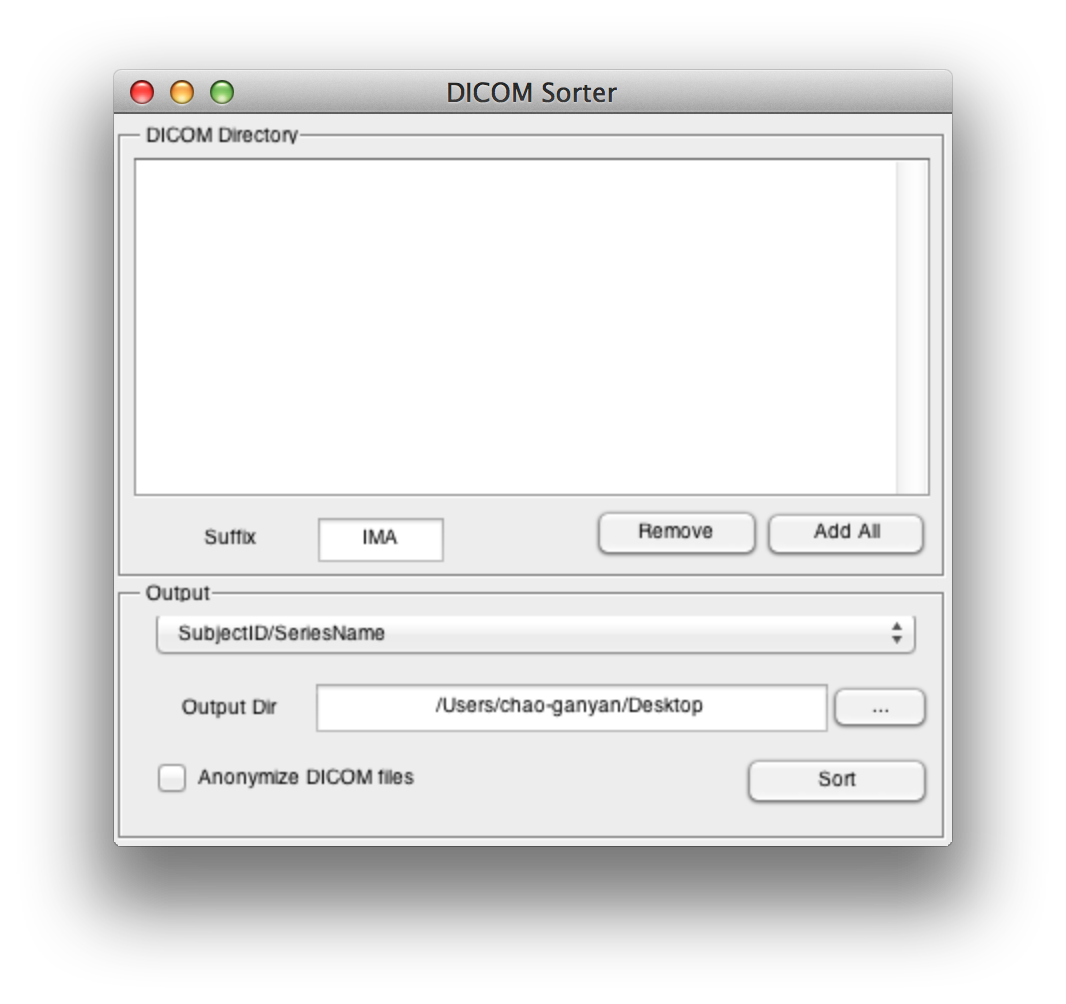 DICOM Sorter
DICOM Directory
Suffix IMA Remove Add All
Output
SubjectID/SeriesName
Output Dir /Users/chao-ganyan/Desktop ...
Anonymize DICOM files Sort